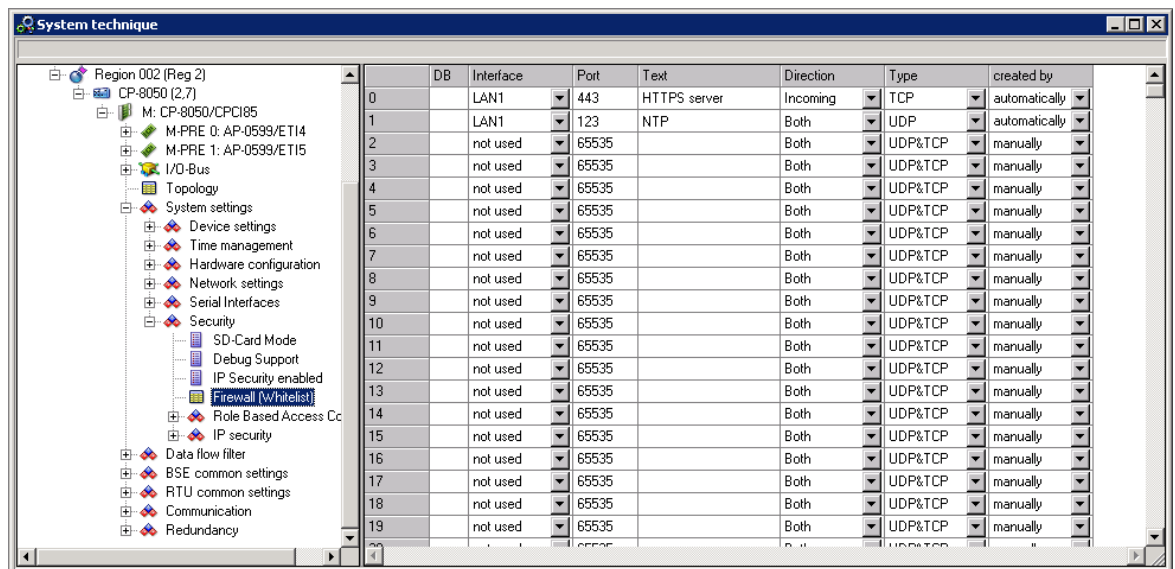 System technique
Region 002 (Reg 2)
CP-8050 (2,7)
M: CP-8050/CPCI85
M-PRE 0: AP-0599/ETI4
M-PRE 1: AP-0599/ETI5
I/O-Bus
Topology
System settings
Device settings
Time management
Hardware configuration
Network settings
Serial Interfaces
Security
SD-Card Mode
Debug Support
IP Security enabled
Firewall (Whitelist)
Role Based Access Cc
IP security
Data flow filter
BSE common settings
RTU common settings
Communication
Redundancy
DB Interface Port Text Direction Type created by
0 LAN1 443 HTTPS server Incoming TCP automatically
1 LAN1 123 NTP Both UDP automatically
2 not used 65535 Both UDP&TCP manually
3 not used 65535 Both UDP&TCP manually
4 not used 65535 Both UDP&TCP manually
5 not used 65535 Both UDP&TCP manually
6 not used 65535 Both UDP&TCP manually
7 not used 65535 Both UDP&TCP manually
8 not used 65535 Both UDP&TCP manually
9 not used 65535 Both UDP&TCP manually
10 not used 65535 Both UDP&TCP manually
11 not used 65535 Both UDP&TCP manually
12 not used 65535 Both UDP&TCP manually
13 not used 65535 Both UDP&TCP manually
14 not used 65535 Both UDP&TCP manually
15 not used 65535 Both UDP&TCP manually
16 not used 65535 Both UDP&TCP manually
17 not used 65535 Both UDP&TCP manually
18 not used 65535 Both UDP&TCP manually
19 not used 65535 Both UDP&TCP manually